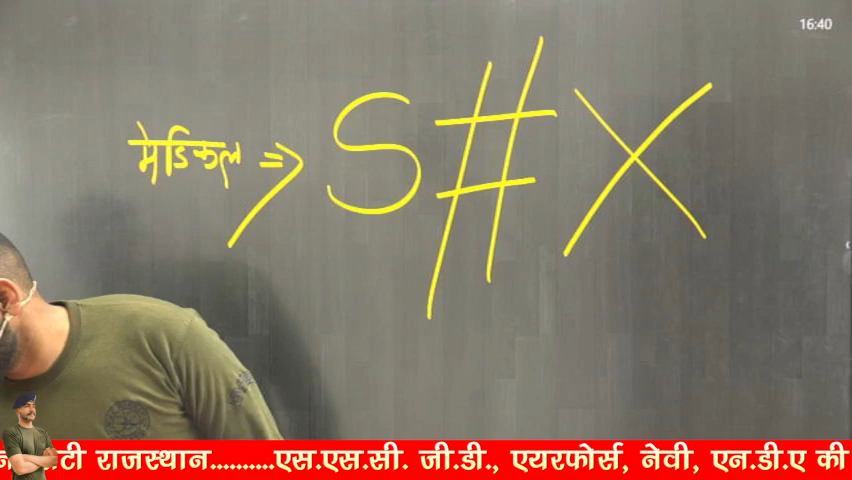 16:40
मेडिकल => S#X
राजस्थान..........एस.एस.सी. जी.डी., एयरफोर्स, नेवी, एन.डी.ए की